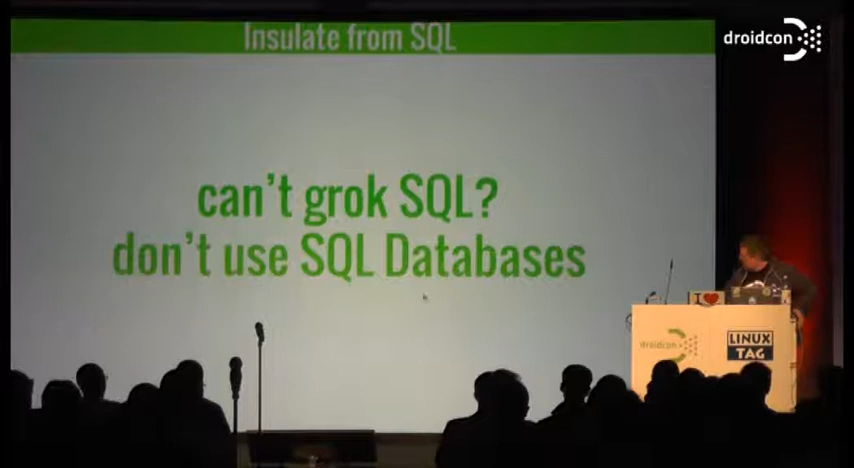 Insulate from SQL
droidcon
can't grok SQL?
don't use SQL Databases
I
droidcon
LINUX
TAG